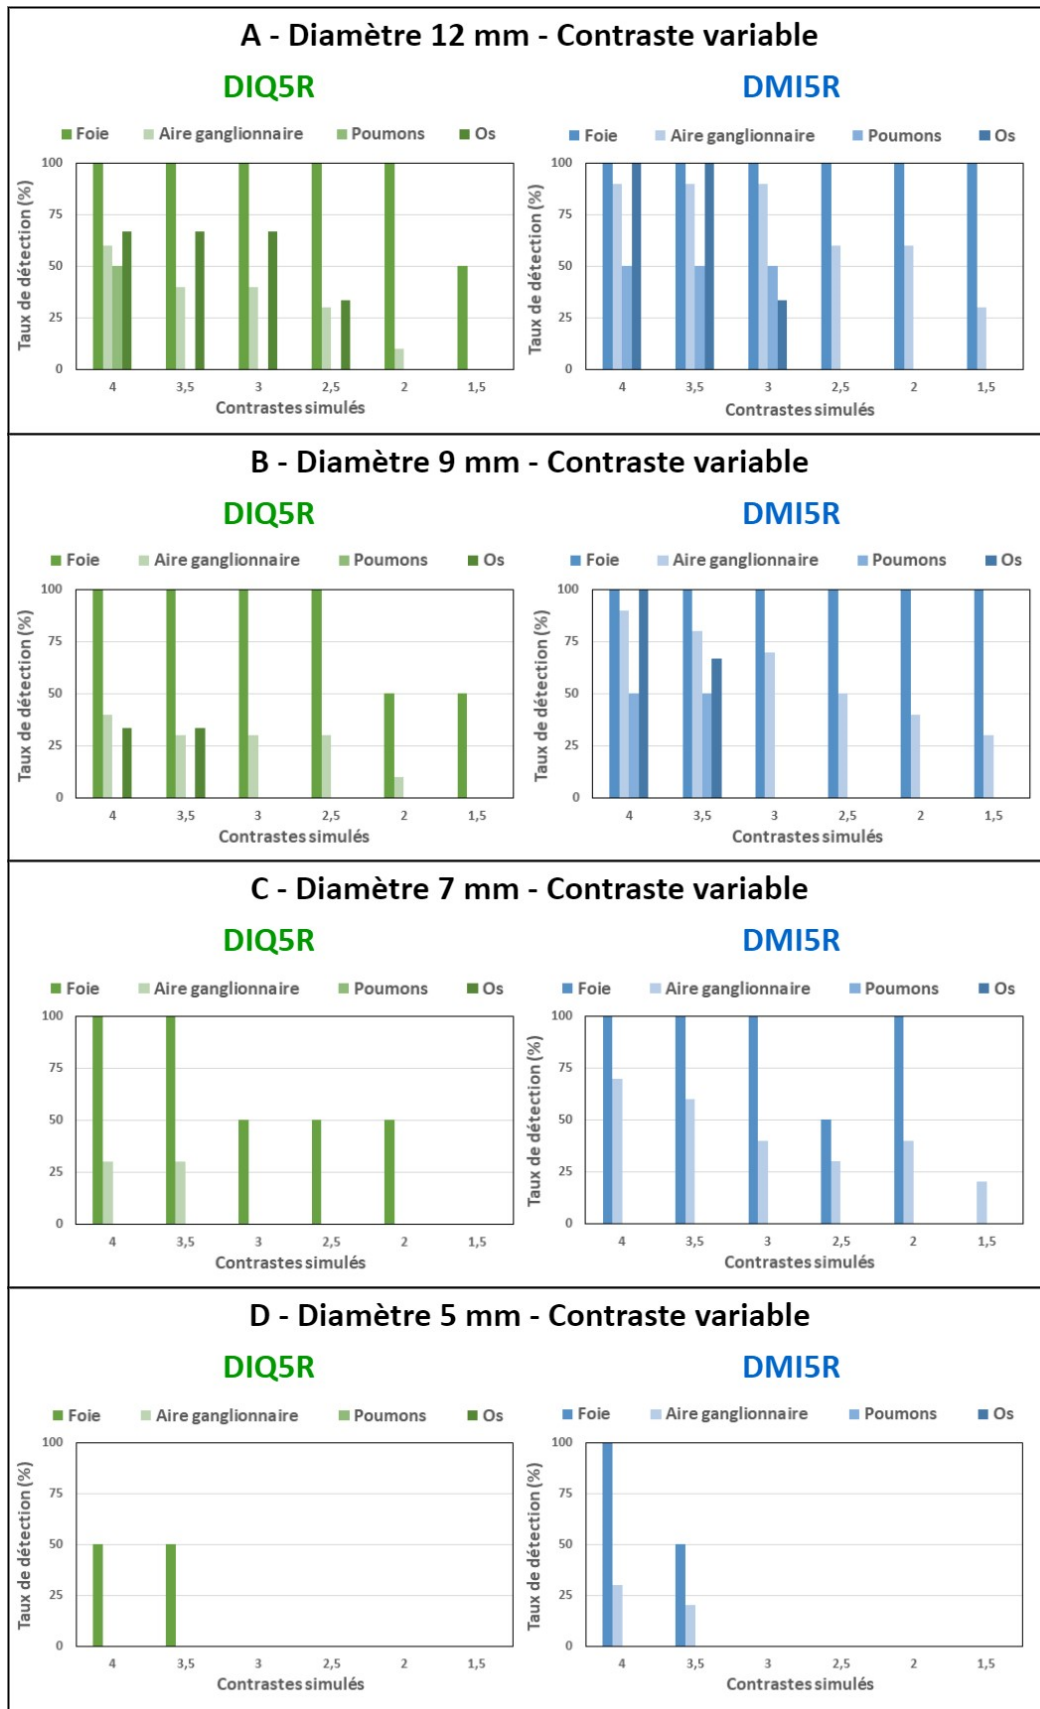 A - Diamètre 12 mm - Contraste variable
DIQ5R
DMI5R
Foie Aire ganglionnaire Poumons Os
Foie Aire ganglionnaire Poumons Os
Taux de détection (%)
100
75
50
25
0
4 3,5 3 2,5 2 1,5
Contrastes simulés
Taux de détection (%)
100
75
50
25
0
4 3,5 3 2,5 2 1,5
Contrastes simulés
B - Diamètre 9 mm - Contraste variable
DIQ5R
DMI5R
Foie Aire ganglionnaire Poumons Os
Foie Aire ganglionnaire Poumons Os
Taux de détection (%)
100
75
50
25
0
4 3,5 3 2,5 2 1,5
Contrastes simulés
Taux de détection (%)
100
75
50
25
0
4 3,5 3 2,5 2 1,5
Contrastes simulés
C - Diamètre 7 mm - Contraste variable
DIQ5R
DMI5R
Foie Aire ganglionnaire Poumons Os
Foie Aire ganglionnaire Poumons Os
Taux de détection (%)
100
75
50
25
0
4 3,5 3 2,5 2 1,5
Contrastes simulés
Taux de détection (%)
100
75
50
25
0
4 3,5 3 2,5 2 1,5
Contrastes simulés
D - Diamètre 5 mm - Contraste variable
DIQ5R
DMI5R
Foie Aire ganglionnaire Poumons Os
Foie Aire ganglionnaire Poumons Os
Taux de détection (%)
100
75
50
25
0
4 3,5 3 2,5 2 1,5
Contrastes simulés
Taux de détection (%)
100
75
50
25
0
4 3,5 3 2,5 2 1,5
Contrastes simulés